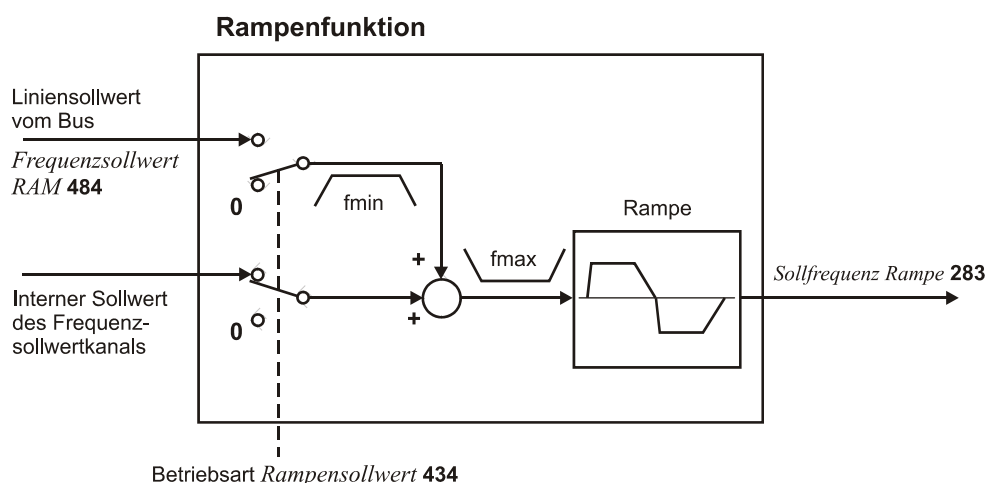 Rampenfunktion
Liniensollwert
vom Bus
Frequenzsollwert
RAM 484
0
fmin
Rampe
+
fmax
Sollfrequenz Rampe 283
+
Interner Sollwert
des Frequenz-
sollwertkanals
0
Betriebsart Rampensollwert 434